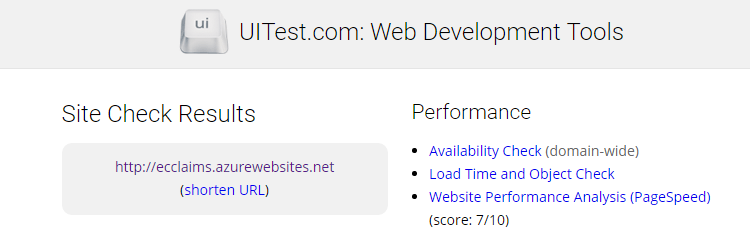 ui
UITest.com: Web Development Tools
Site Check Results
http://ecclaims.azurewebsites.net
(shorten URL)
Performance
Availability Check (domain-wide)
Load Time and Object Check
Website Performance Analysis (PageSpeed)
(score: 7/10)